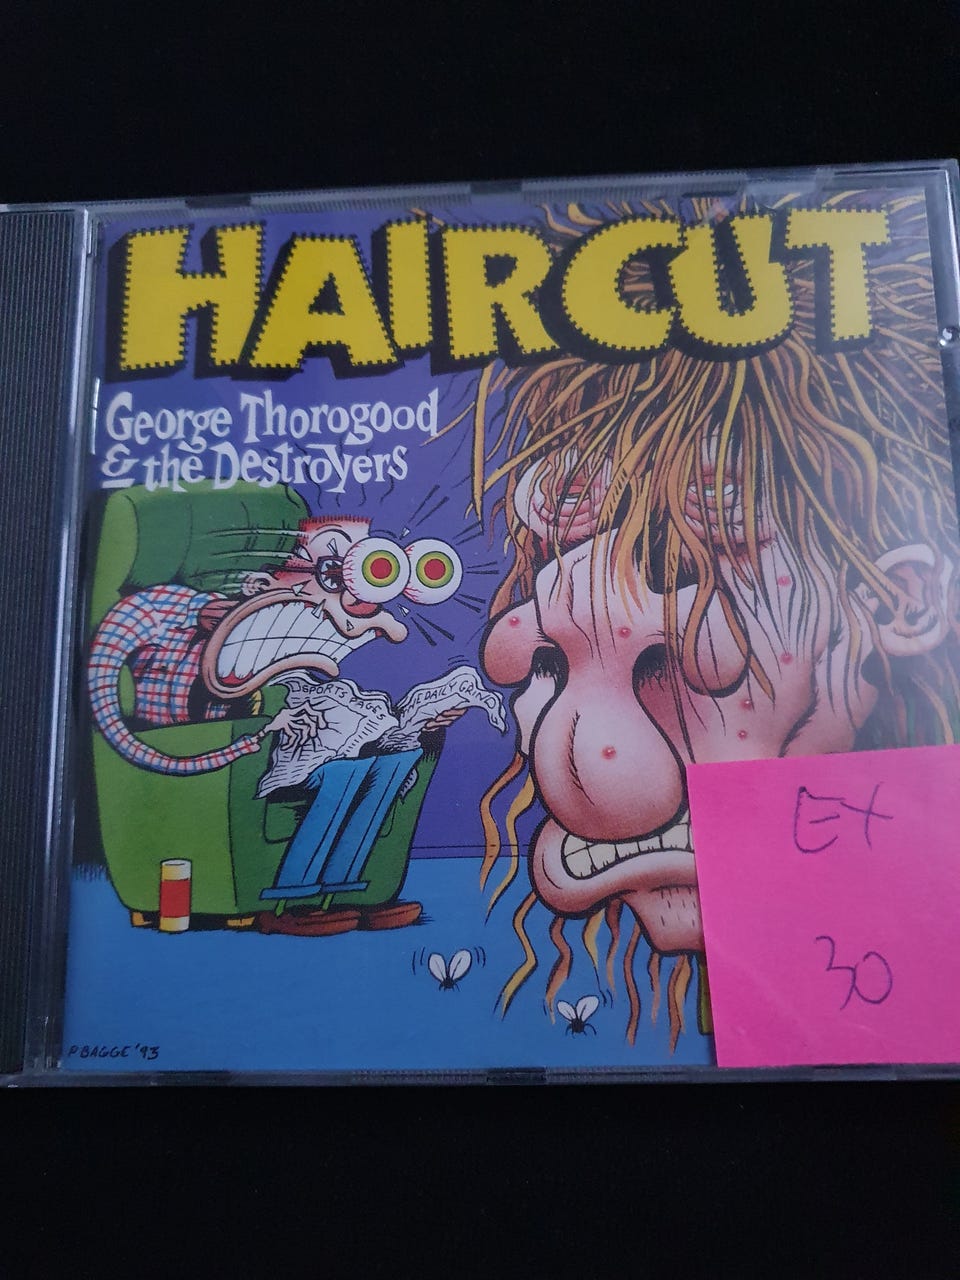 HAIRCUT
George Thorogood
& the Destroyers
SPORTS PAGES
THE DAILY GRIND
EX
30
P. BAGGE '93